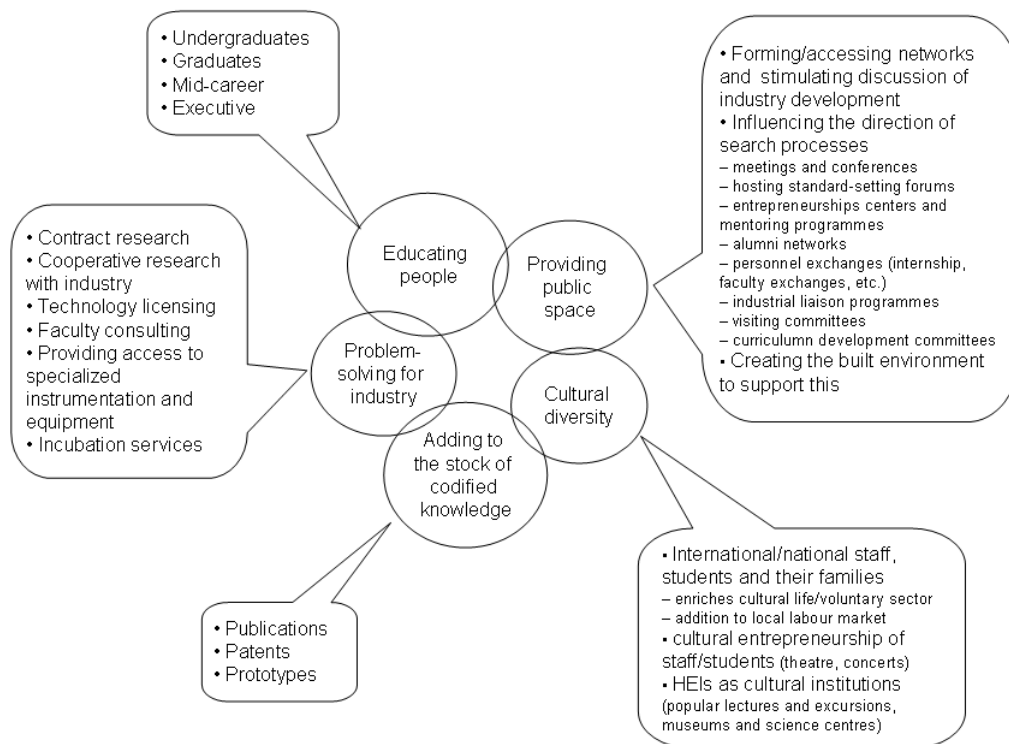 • Undergraduates
• Graduates
• Mid-career
• Executive
• Forming/accessing networks
and stimulating discussion of
industry development
• Influencing the direction of
search processes
– meetings and conferences
– hosting standard-setting forums
– entrepreneurships centers and
mentoring programmes
– alumni networks
– personnel exchanges (internship,
faculty exchanges, etc.)
– industrial liaison programmes
– visiting committees
– curriculumn development committees
▪ Creating the built environment
to support this
Educating
people
Providing
public
space
• Contract research
• Cooperative research
with industry
• Technology licensing
• Faculty consulting
• Providing access to
specialized
instrumentation and
equipment
• Incubation services
Problem-
solving for
industry
Cultural
diversity
Adding to
the stock of
codified
knowledge
• Publications
• Patents
• Prototypes
▪ International/national staff,
students and their families
– enriches cultural life/voluntary sector
– addition to local labour market
▪ cultural entrepreneurship of
staff/students (theatre, concerts)
▪ HEIs as cultural institutions
(popular lectures and excursions,
museums and science centres)